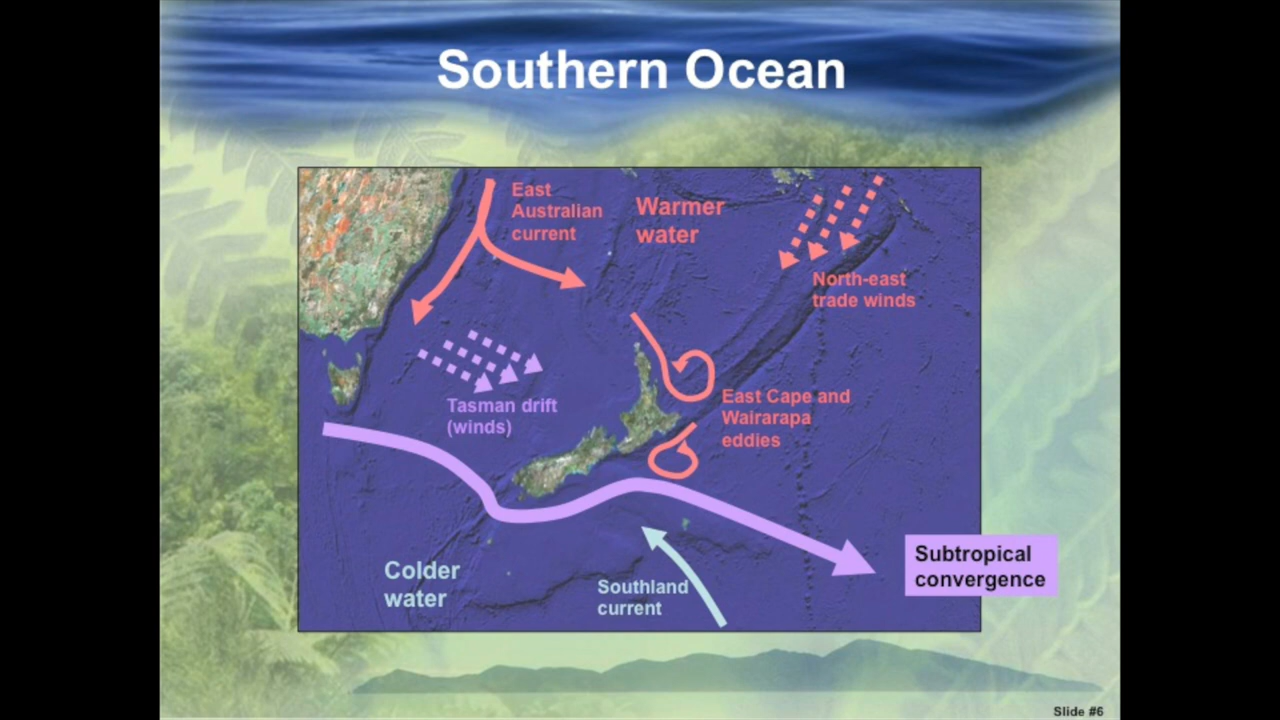 Southern Ocean
East
Australian
current
Warmer
water
North-east
trade winds
Tasman drift
(winds)
East Cape and
Wairarapa
eddies
Colder
water
Southland
current
Subtropical
convergence
Slide #6